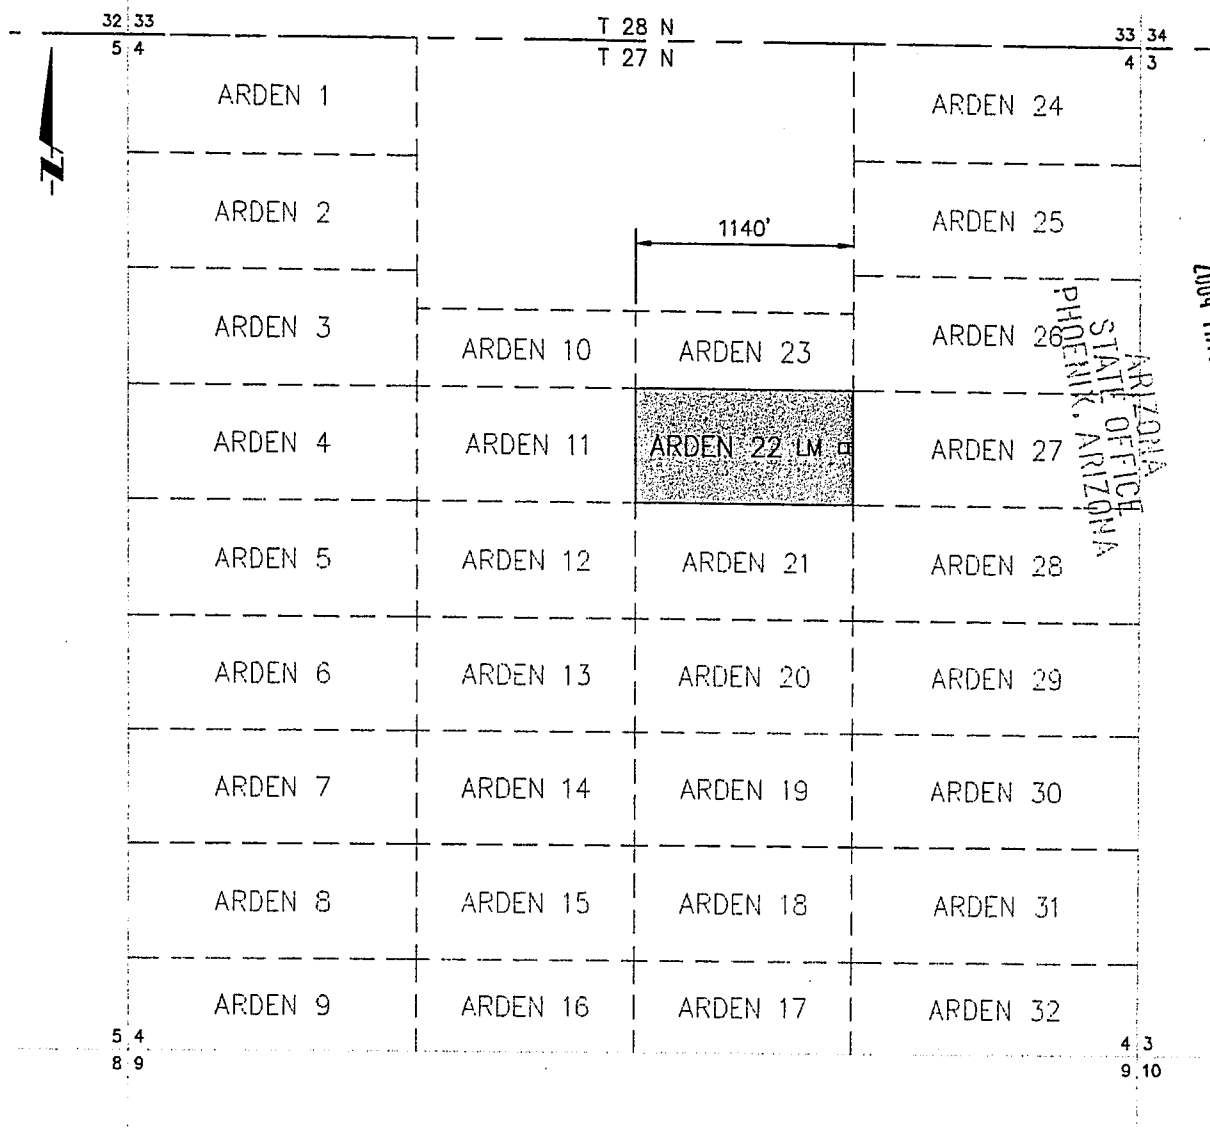 32 33
T 28 N
33 34
5 4
T 27 N
4 3
N
ARDEN 1
ARDEN 24
ARDEN 2
ARDEN 25
1140'
2004
ARDEN 3
ARDEN 10
ARDEN 23
ARDEN 26
ARIZONA
STATE OFFICE
PHOENIX, ARIZONA
ARDEN 4
ARDEN 11
ARDEN 22 LM
ARDEN 27
ARDEN 5
ARDEN 12
ARDEN 21
ARDEN 28
ARDEN 6
ARDEN 13
ARDEN 20
ARDEN 29
ARDEN 7
ARDEN 14
ARDEN 19
ARDEN 30
ARDEN 8
ARDEN 15
ARDEN 18
ARDEN 31
ARDEN 9
ARDEN 16
ARDEN 17
ARDEN 32
5 4
4 3
8 9
9 10